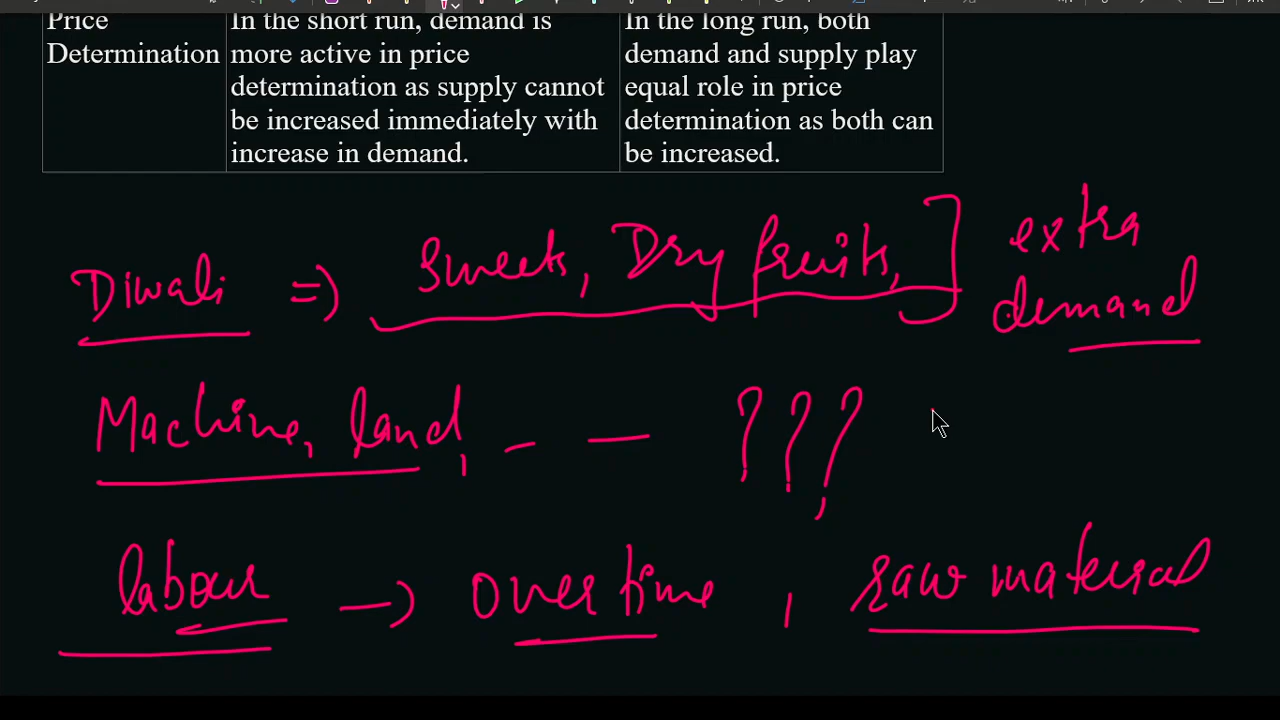 Price
Determination
In the short run, demand is
more active in price
determination as supply cannot
be increased immediately with
increase in demand.
In the long run, both
demand and supply play
equal role in price
determination as both can
be increased.
Diwali => Sweets, Dry fruits, ] extra
demand
Machine, land, - — ???
labour → over time, raw material